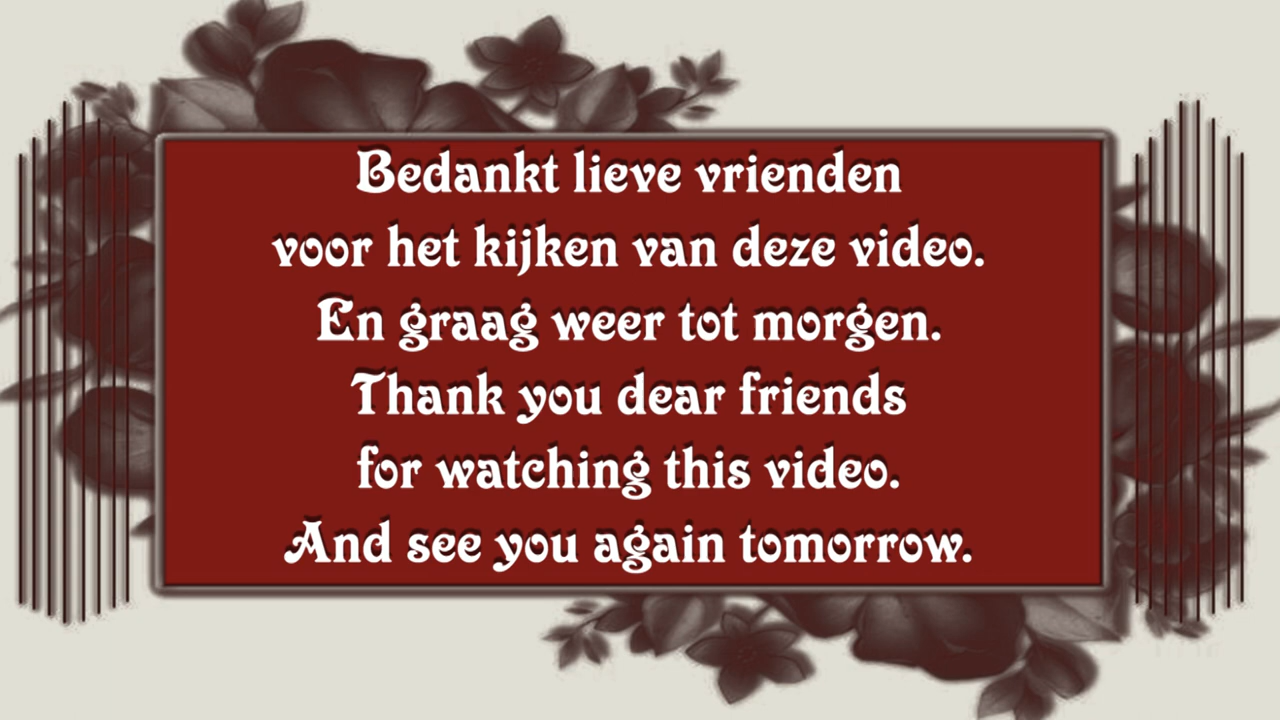 Bedankt lieve vrienden
voor het kijken van deze video.
En graag weer tot morgen.
Thank you dear friends
for watching this video.
And see you again tomorrow.